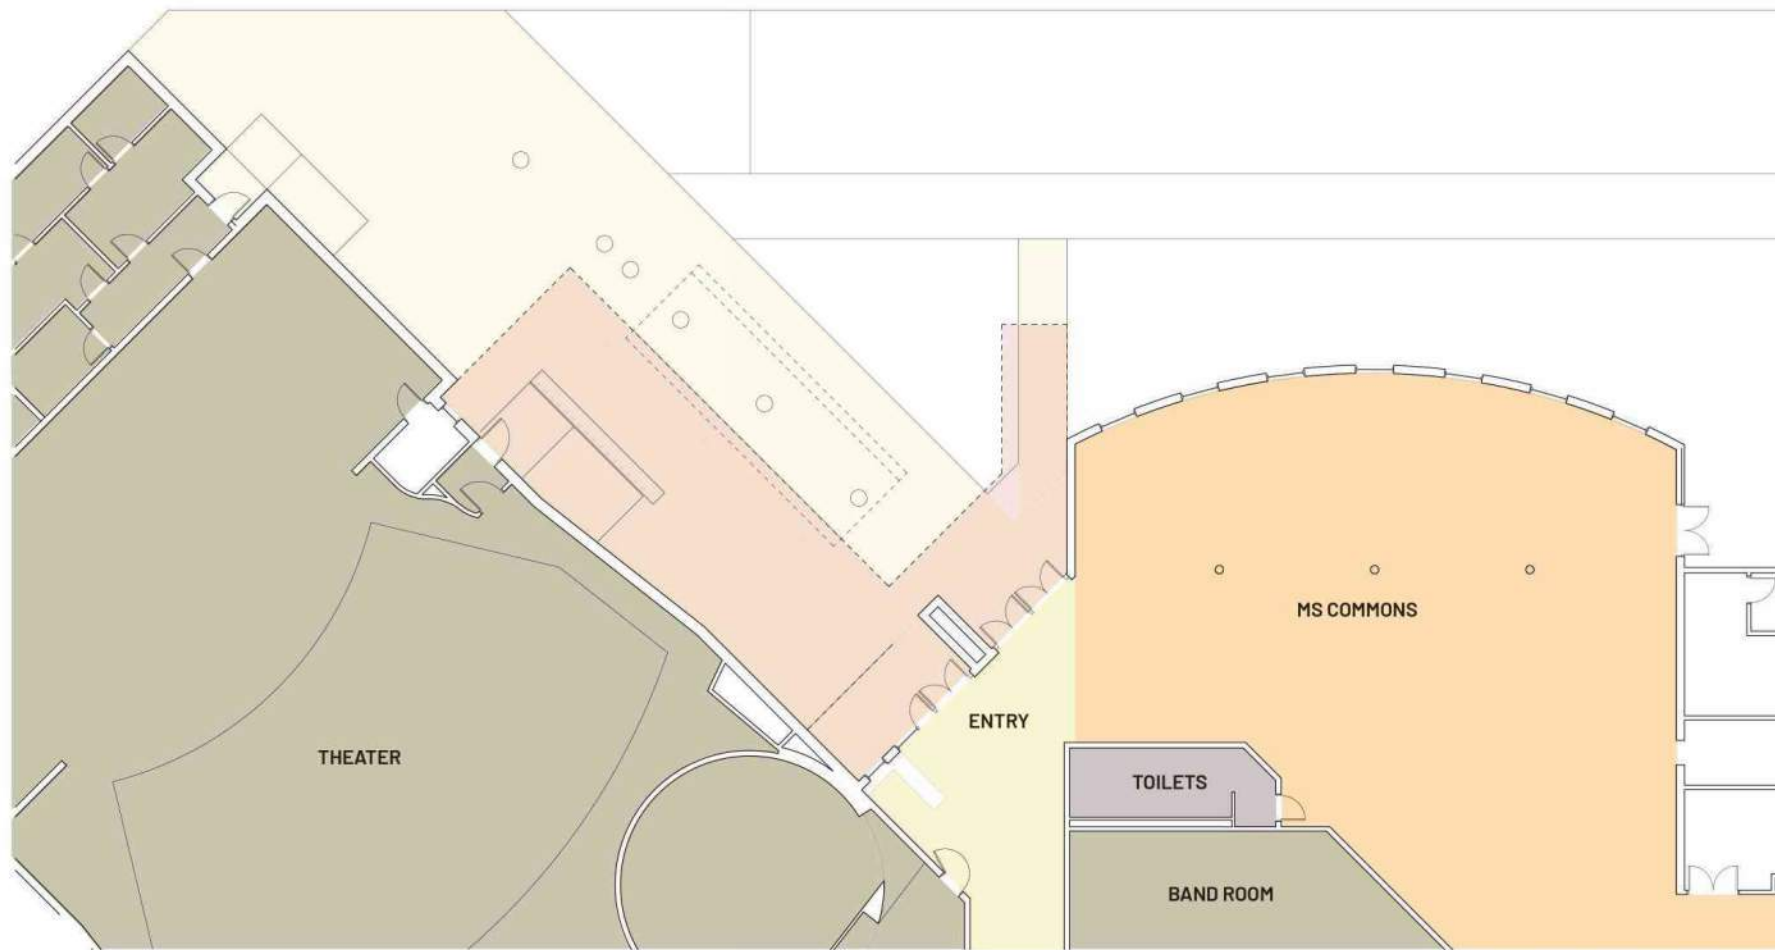 MS COMMONS
ENTRY
THEATER
TOILETS
BAND ROOM